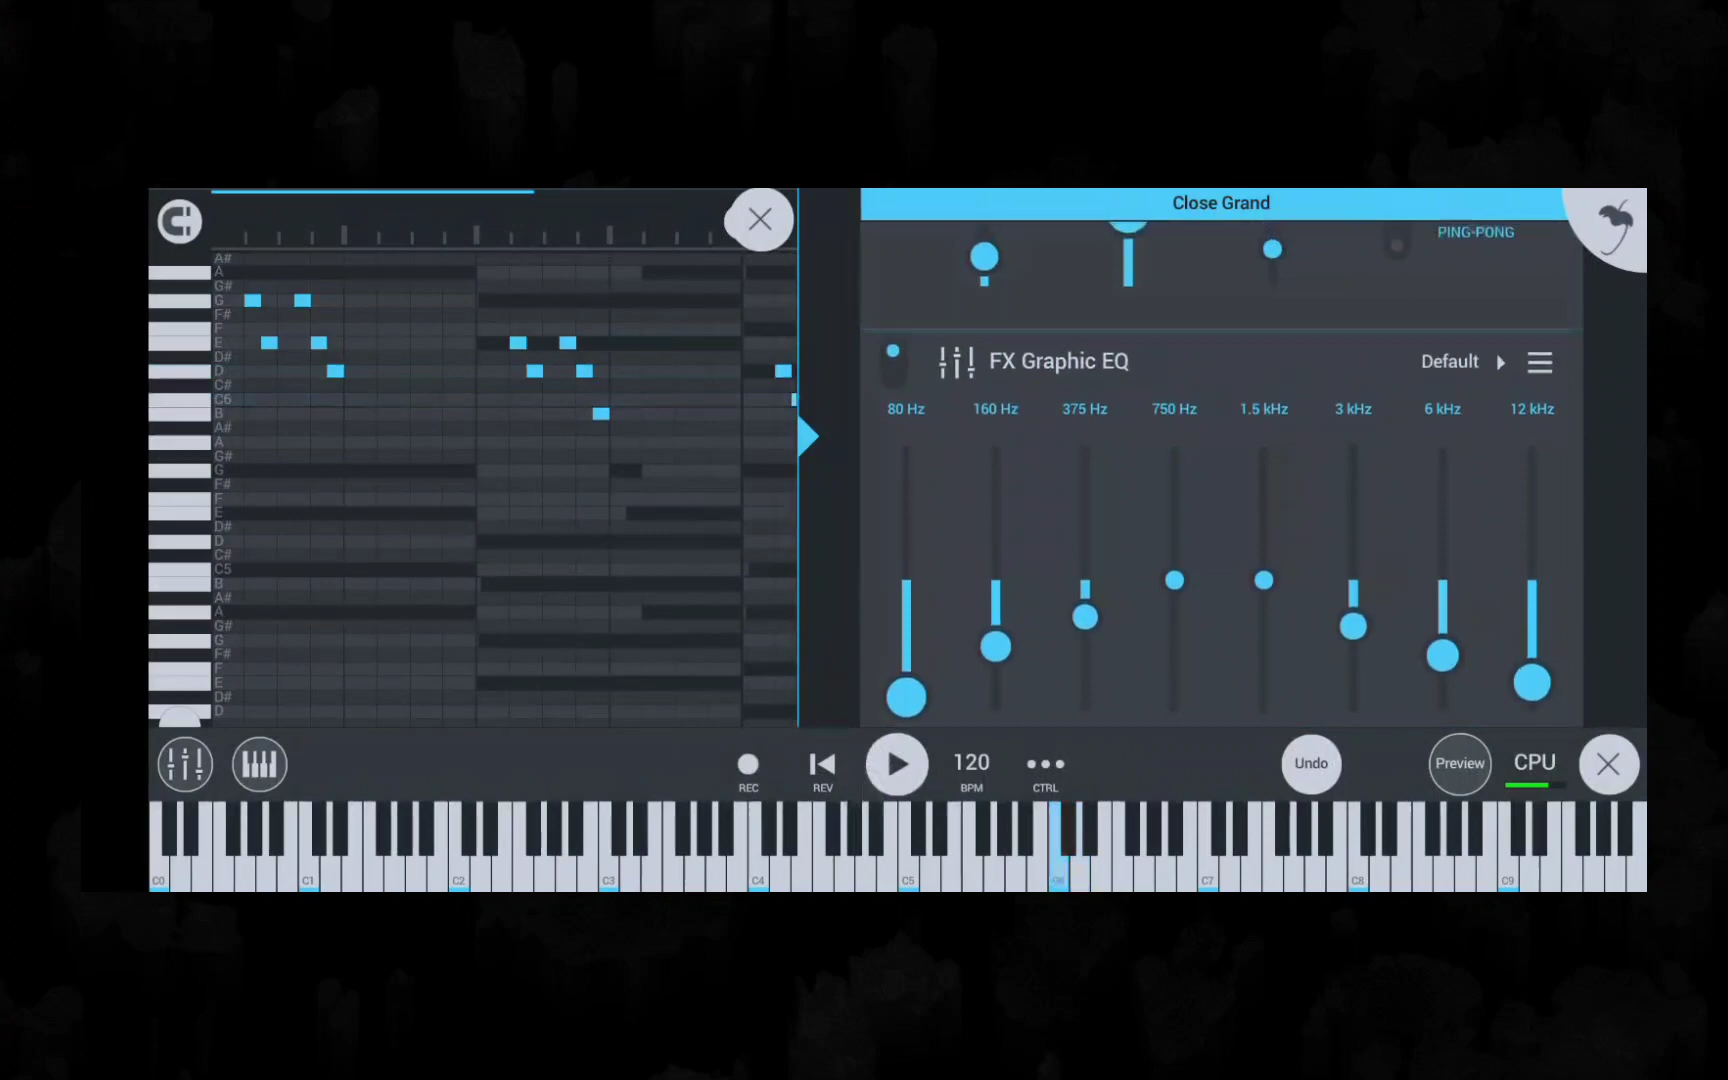 Close Grand
PING-PONG
FX Graphic EQ
Default
80 Hz 160 Hz 375 Hz 750 Hz 1.5 kHz 3 kHz 6 kHz 12 kHz
A#
A
G#
G
F#
F
E
D#
D
C#
C6
B
A#
A
G#
G
F#
F
E
D#
D
C#
C5
B
A#
A
G#
G
F#
F
E
D#
D
REC
REV
120
BPM
CTRL
Undo
Preview
CPU
C0 C1 C2 C3 C4 C5 C6 C7 C8 C9